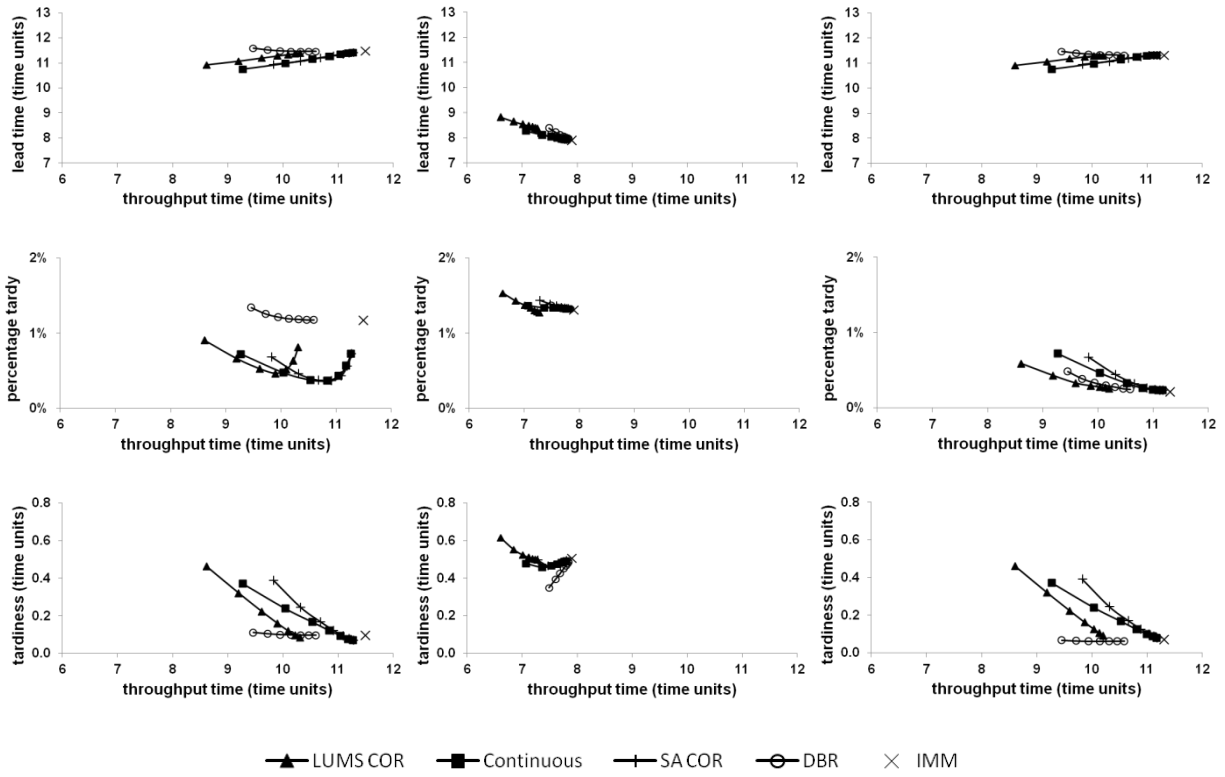 13
12
11
10
9
8
7
lead time (time units)
6 7 8 9 10 11 12
throughput time (time units)
13
12
11
10
9
8
7
lead time (time units)
6 7 8 9 10 11 12
throughput time (time units)
13
12
11
10
9
8
7
lead time (time units)
6 7 8 9 10 11 12
throughput time (time units)
2%
1%
0%
percentage tardy
6 7 8 9 10 11 12
throughput time (time units)
2%
1%
0%
percentage tardy
6 7 8 9 10 11 12
throughput time (time units)
2%
1%
0%
percentage tardy
6 7 8 9 10 11 12
throughput time (time units)
0.8
0.6
0.4
0.2
0.0
tardiness (time units)
6 7 8 9 10 11 12
throughput time (time units)
0.8
0.6
0.4
0.2
0.0
tardiness (time units)
6 7 8 9 10 11 12
throughput time (time units)
0.8
0.6
0.4
0.2
0.0
tardiness (time units)
6 7 8 9 10 11 12
throughput time (time units)
LUMS COR Continuous SA COR DBR IMM